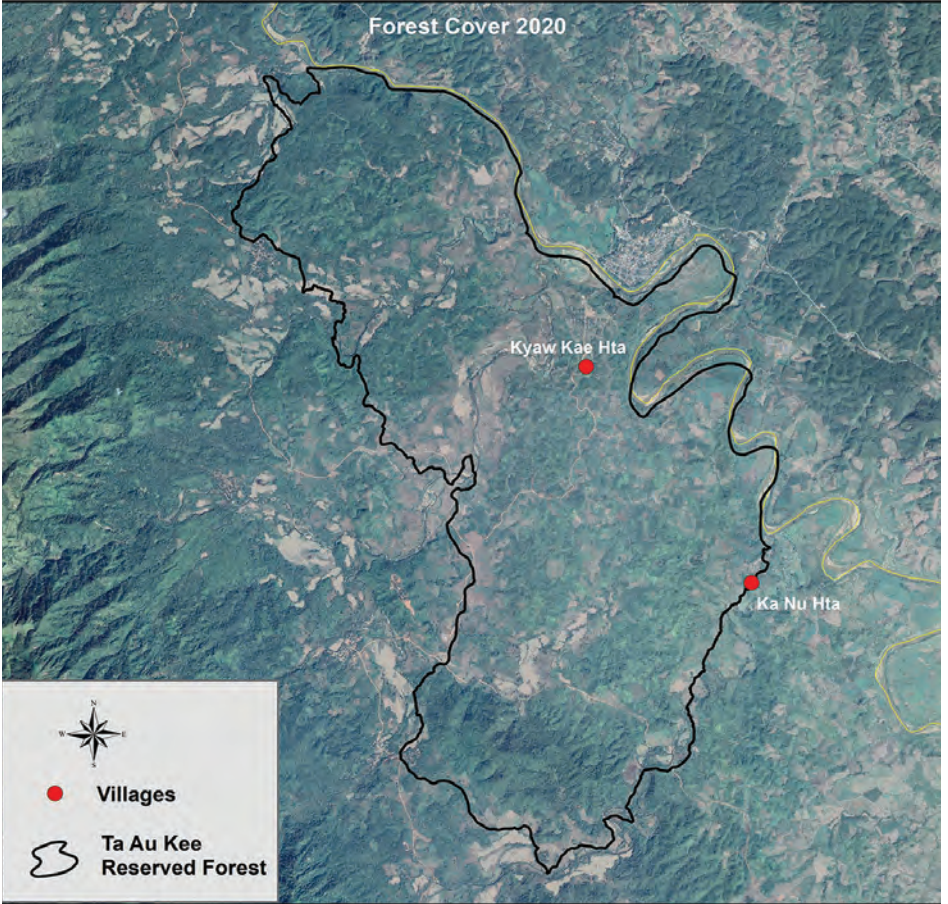 Forest Cover 2020
Kyaw Kae Hta
Ka Nu Hta
N
W
E
S
Villages
Ta Au Kee
Reserved Forest